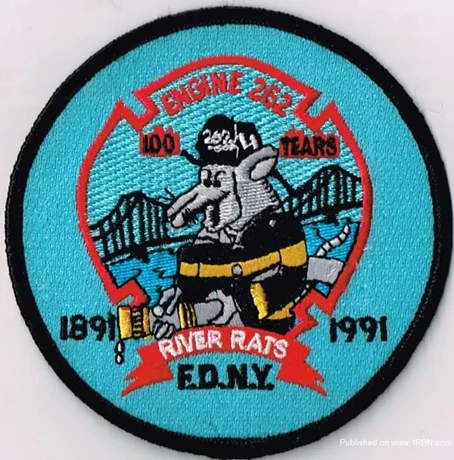 ENGINE 262
100 YEARS
262
1891 1991
RIVER RATS
F.D.N.Y.
Published on www.1RBN.com